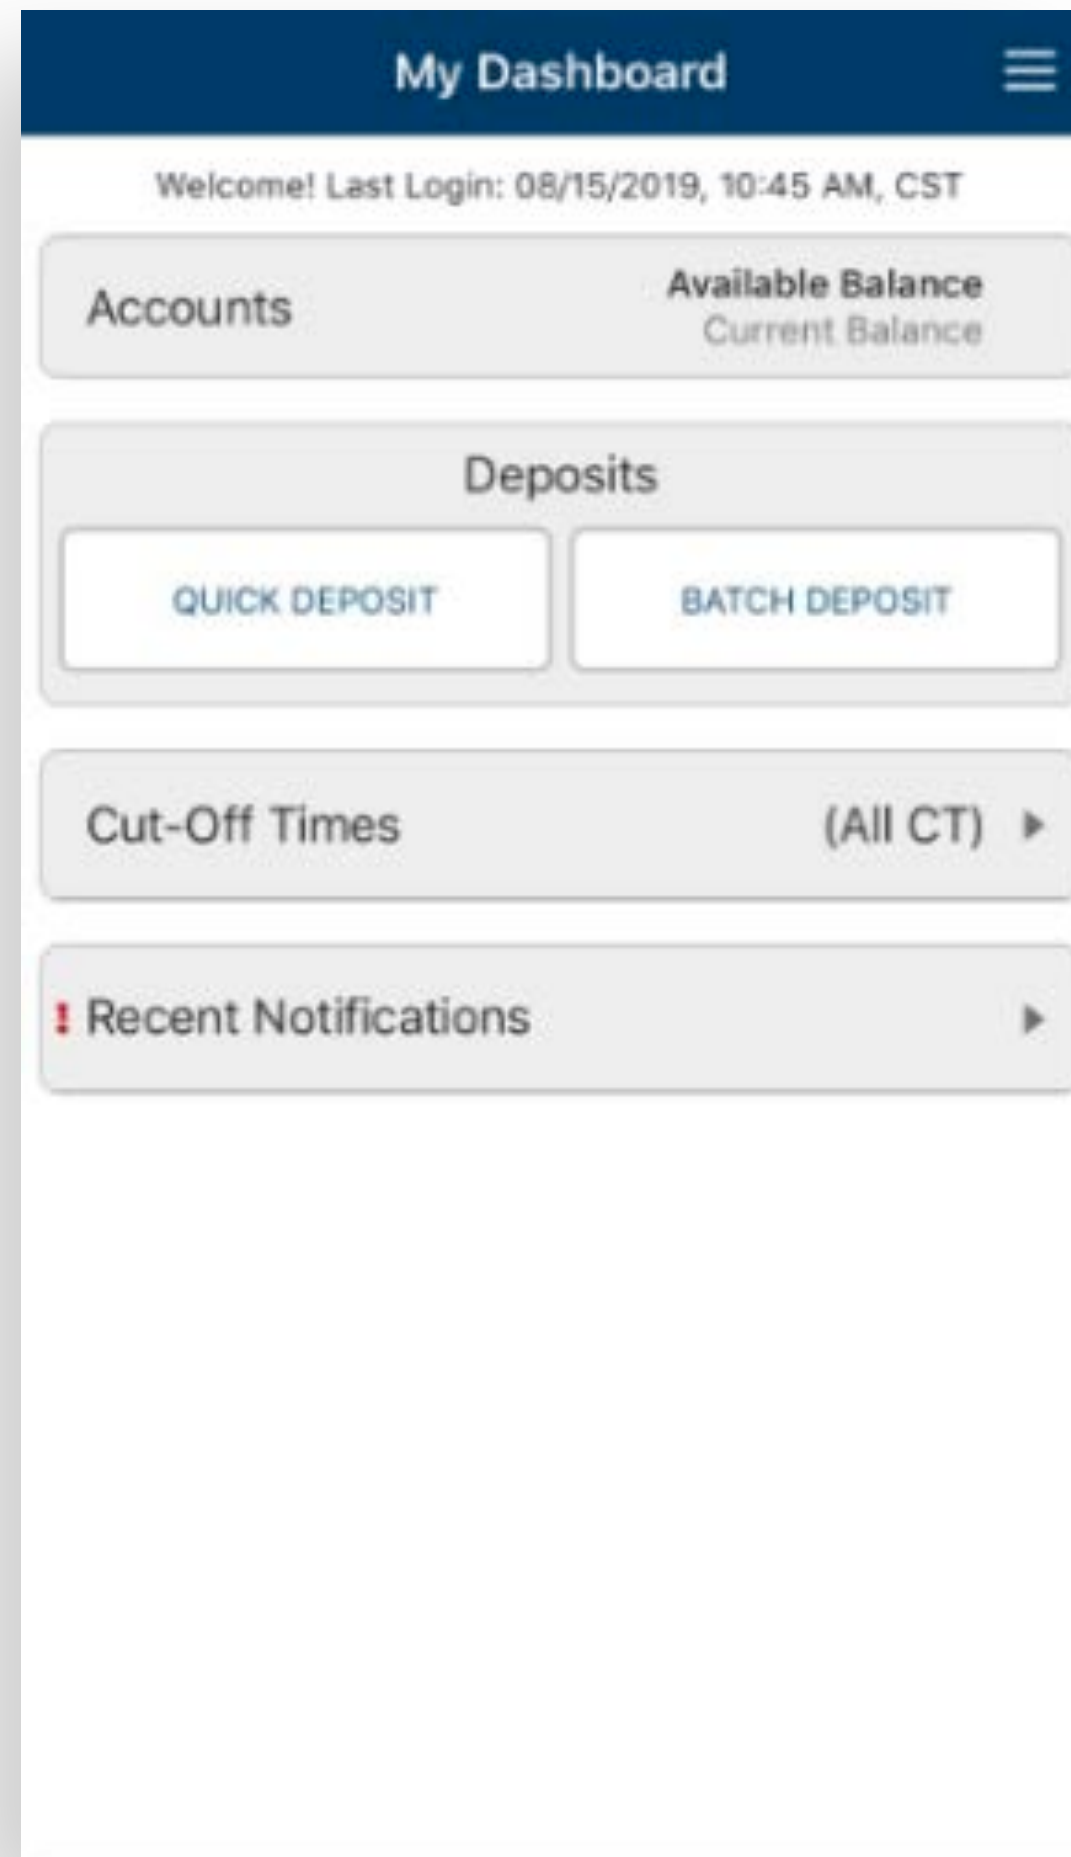 My Dashboard
Welcome! Last Login: 08/15/2019, 10:45 AM, CST
Accounts
Available Balance
Current Balance
Deposits
QUICK DEPOSIT
BATCH DEPOSIT
Cut-Off Times (All CT)
! Recent Notifications